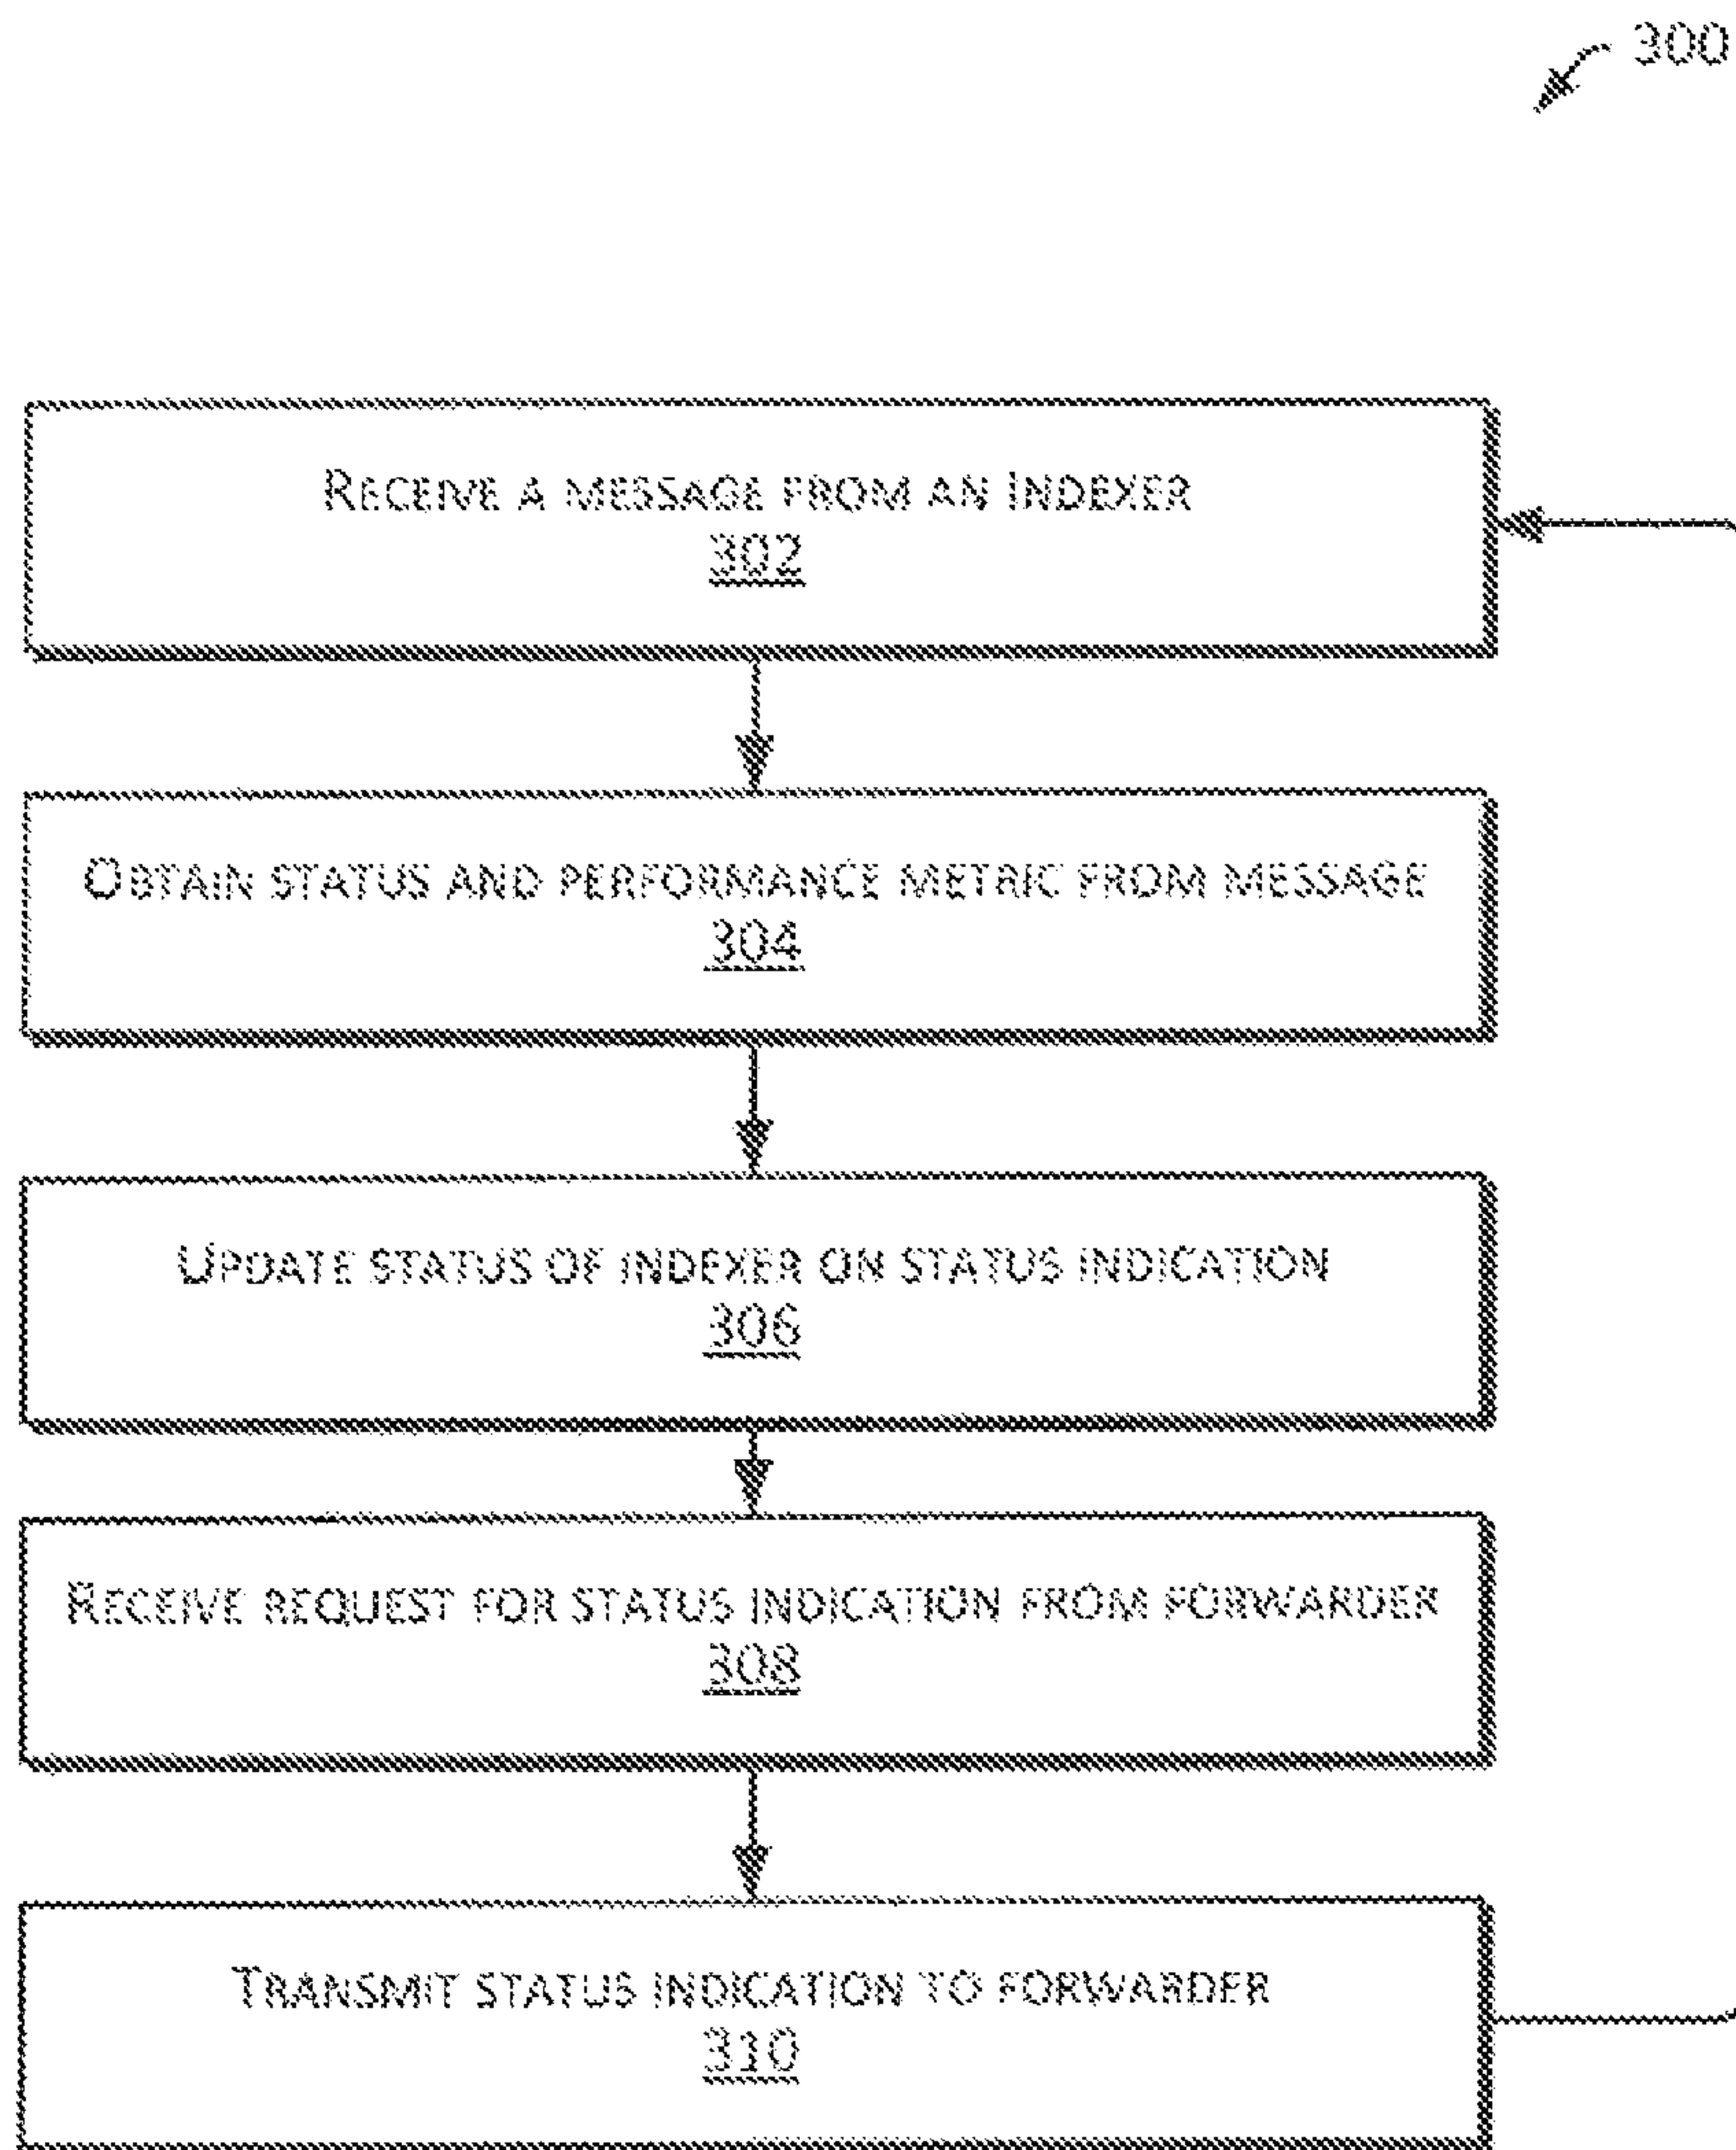 300
RECEIVE A MESSAGE FROM AN INDEXER
302
OBTAIN STATUS AND PERFORMANCE METRIC FROM MESSAGE
304
UPDATE STATUS OF INDEXER ON STATUS INDICATION
306
RECEIVE REQUEST FOR STATUS INDICATION FROM FORWARDER
308
TRANSMIT STATUS INDICATION TO FORWARDER
310